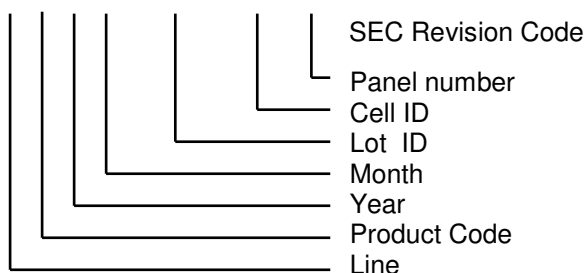 SEC Revision Code
Panel number
Cell ID
Lot ID
Month
Year
Product Code
Line